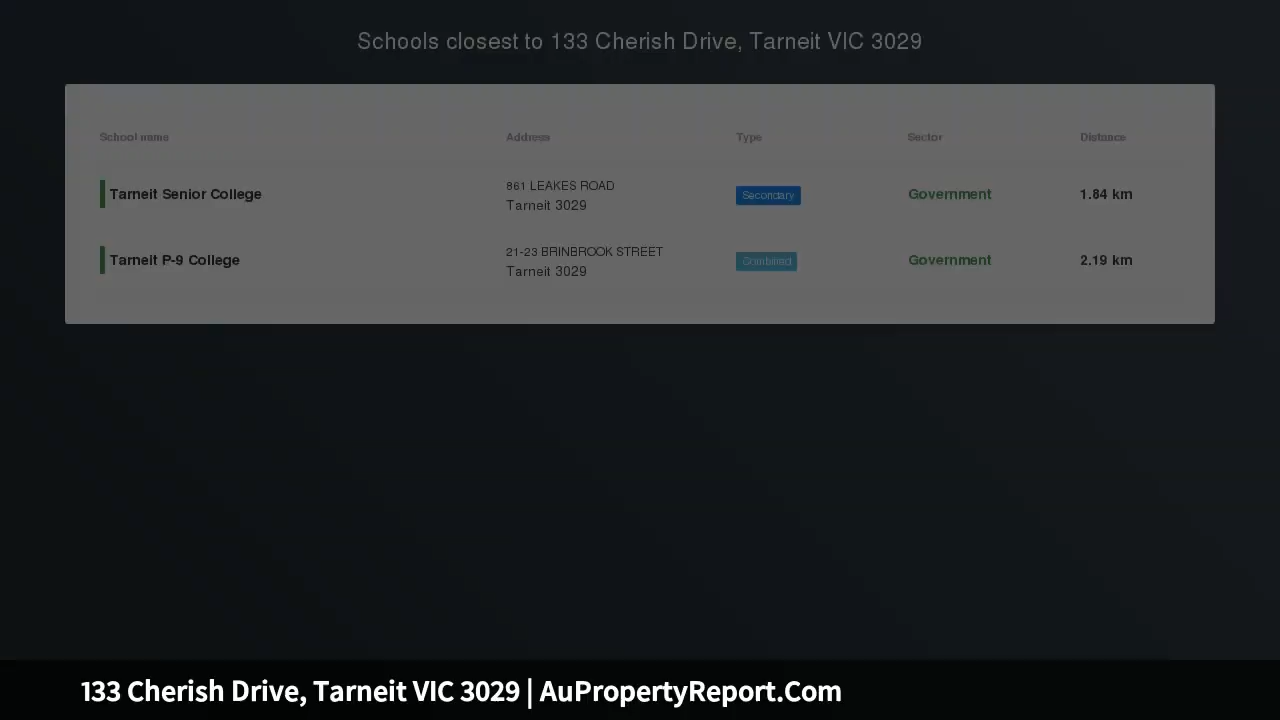 Schools closest to 133 Cherish Drive, Tarneit VIC 3029
School name Address Type Sector Distance
Tarneit Senior College 861 LEAKES ROAD Tarneit 3029 Secondary Government 1.84 km
Tarneit P-9 College 21-23 BRINBROOK STREET Tarneit 3029 Combined Government 2.19 km
133 Cherish Drive, Tarneit VIC 3029 | AuPropertyReport.Com